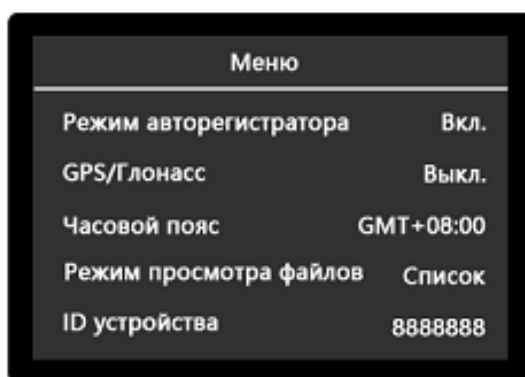 Меню
Режим авторегистратора Вкл.
GPS/Глонасс Выкл.
Часовой пояс GMT+08:00
Режим просмотра файлов Список
ID устройства 8888888